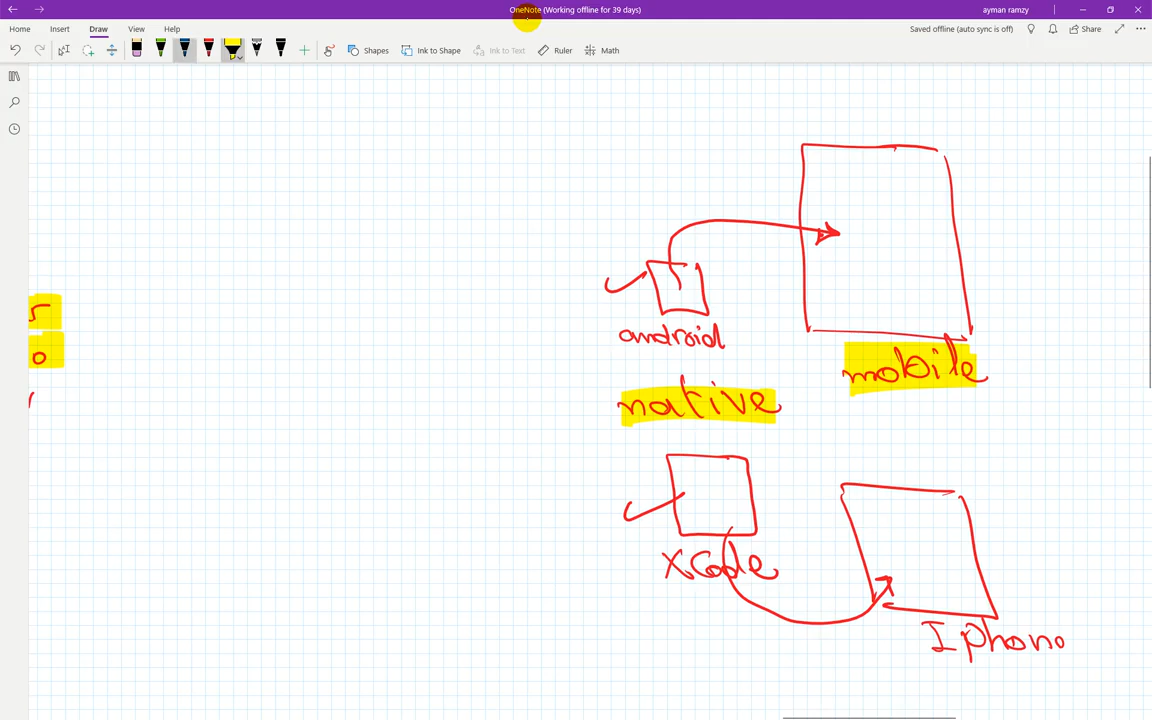 OneNote (Working offline for 39 days)
ayman ramzy
Home Insert Draw View Help
Saved offline (auto sync is off)
Share
Shapes
Ink to Shape
Ink to Text
Ruler
Math
android
mobile
native
XCode
Iphono